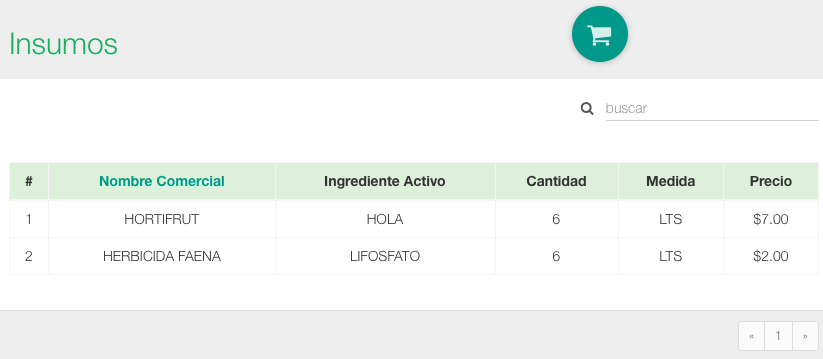 Insumos
buscar
# Nombre Comercial Ingrediente Activo Cantidad Medida Precio
1 HORTIFRUT HOLA 6 LTS $7.00
2 HERBICIDA FAENA LIFOSFATO 6 LTS $2.00
« 1 »